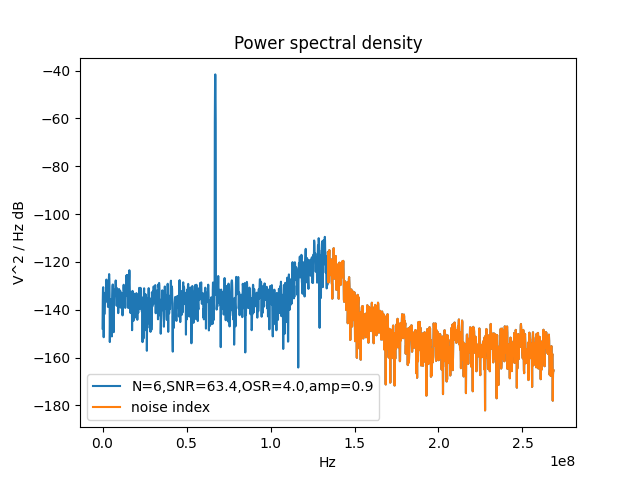 Power spectral density
V^2 / Hz dB
−40
−60
−80
−100
−120
−140
−160
−180
N=6,SNR=63.4,OSR=4.0,amp=0.9
noise index
0.0 0.5 1.0 1.5 2.0 2.5
1e8
Hz